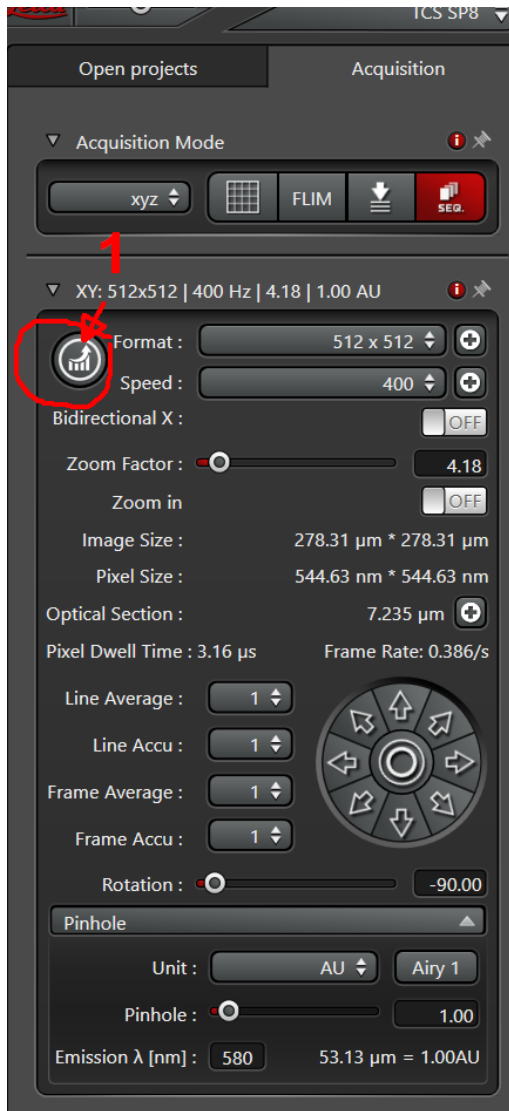 TCS SP8
Open projects
Acquisition
Acquisition Mode
xyz
FLIM
SEQ.
1
XY: 512x512 | 400 Hz | 4.18 | 1.00 AU
Format : 512 x 512
Speed : 400
Bidirectional X : OFF
Zoom Factor : 4.18
Zoom in OFF
Image Size : 278.31 µm * 278.31 µm
Pixel Size : 544.63 nm * 544.63 nm
Optical Section : 7.235 µm
Pixel Dwell Time : 3.16 µs Frame Rate: 0.386/s
Line Average : 1
Line Accu : 1
Frame Average : 1
Frame Accu : 1
Rotation : -90.00
Pinhole
Unit : AU Airy 1
Pinhole : 1.00
Emission λ [nm] : 580 53.13 µm = 1.00AU